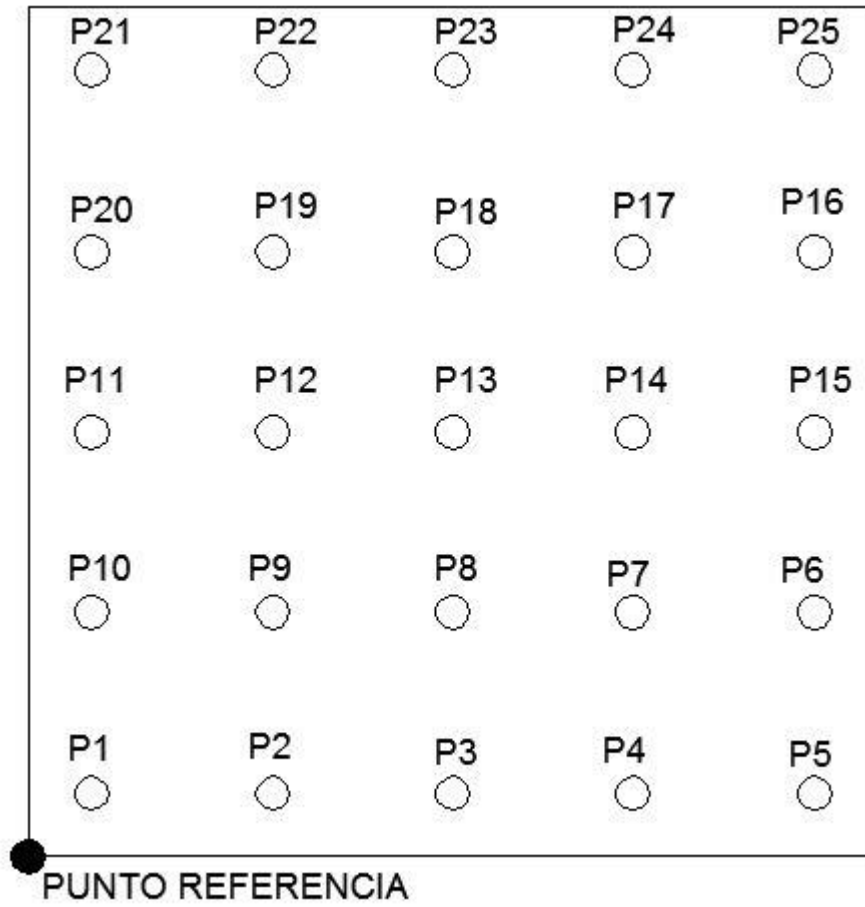 P21 P22 P23 P24 P25
P20 P19 P18 P17 P16
P11 P12 P13 P14 P15
P10 P9 P8 P7 P6
P1 P2 P3 P4 P5
PUNTO REFERENCIA